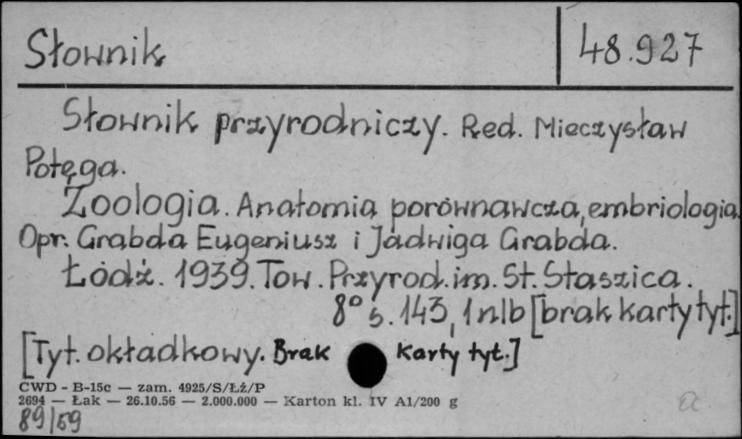 Słownik
48.927
Słownik przyrodniczy. Red. Mieczysław
Potęga.
Zoologia. Anatomia porównawcza, embriologia.
Opr. Grabda Eugeniusz i Jadwiga Grabda.
Łódź. 1939. Tow. Przyrod. im. St. Staszica.
8° s. 143, 1 nlb [brak karty tyt.]
[Tyt. okładkowy. Brak karty tyt.]
CWD - B-15c — zam. 4925/S/Łż/P
2694 — Łak — 26.10.56 — 2.000.000 — Karton kl. IV A1/200 g
89/59